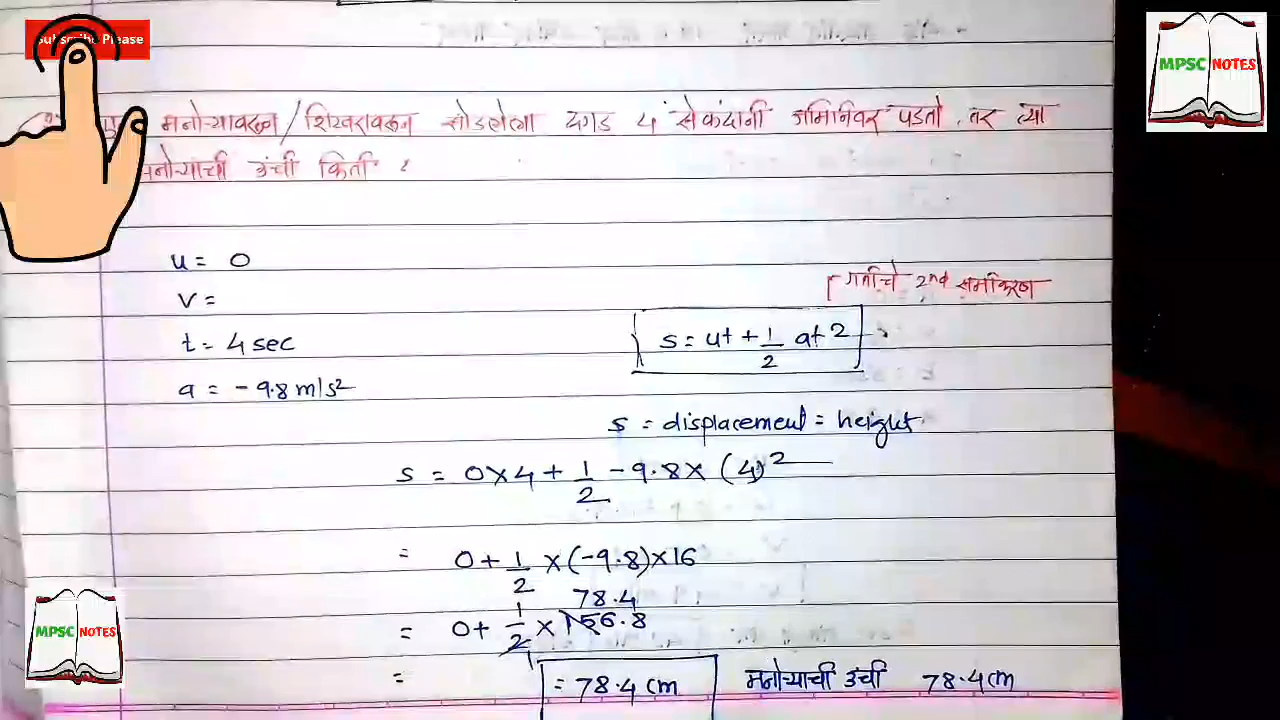 Subscribe Please
MPSC NOTES
मनोऱ्यावरून/शिखरावरून सोडलेला दगड 4 सेकंदांनी जमिनिवर पडतो. तर त्या
मनोऱ्याची उंची किती ?
u = 0
v =
t = 4 sec
a = - 9.8 m/s2
गतीचे 2nd समीकरण
s = ut + 1/2 at 2
s = displacement = height
s = 0×4 + 1/2 - 9.8 × (4)2
= 0 + 1/2 × (-9.8) × 16
78.4
= 0 + 1/2 × 156.8
1
= = 78.4 cm मनोऱ्याची उंची 78.4 cm
MPSC NOTES